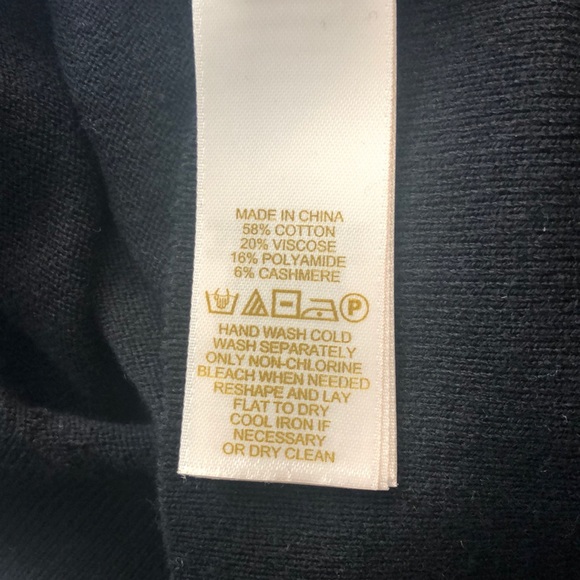 MADE IN CHINA
58% COTTON
20% VISCOSE
16% POLYAMIDE
6% CASHMERE
P
HAND WASH COLD
WASH SEPARATELY
ONLY NON-CHLORINE
BLEACH WHEN NEEDED
RESHAPE AND LAY
FLAT TO DRY
COOL IRON IF
NECESSARY
OR DRY CLEAN